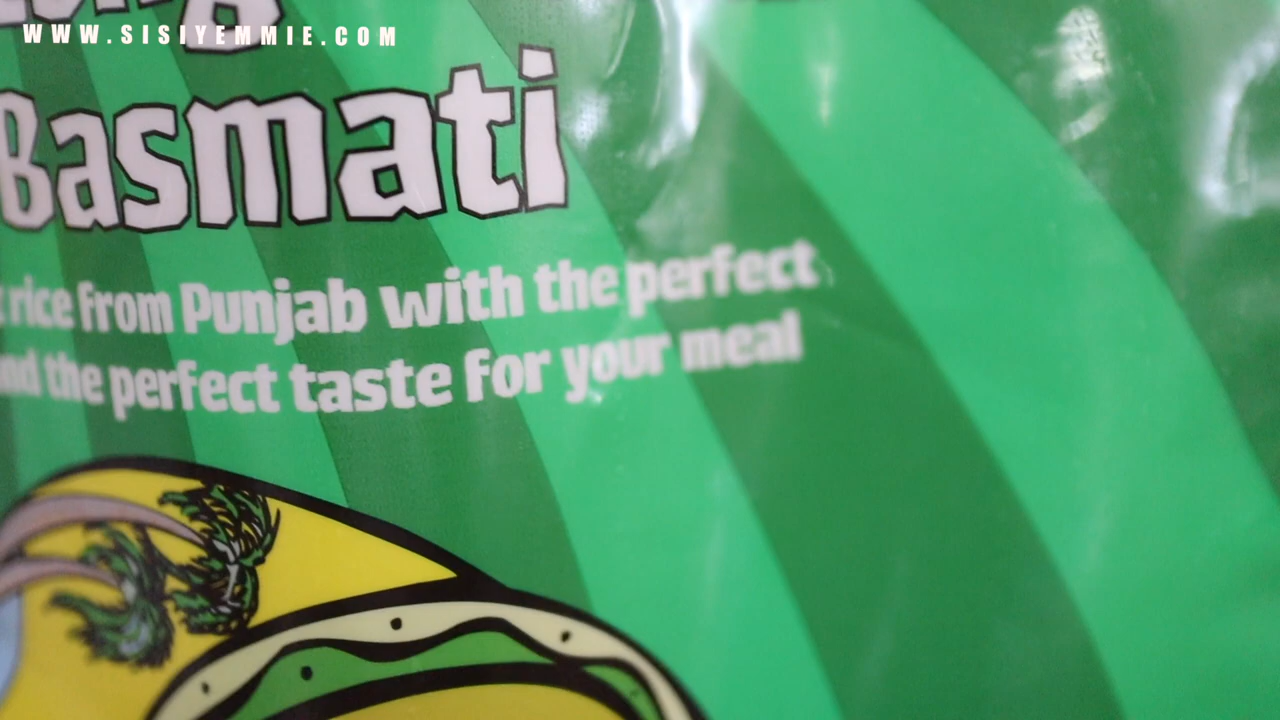 WWW.SISIYEMMIE.COM
Basmati
rice from Punjab with the perfect
the perfect taste for your meal